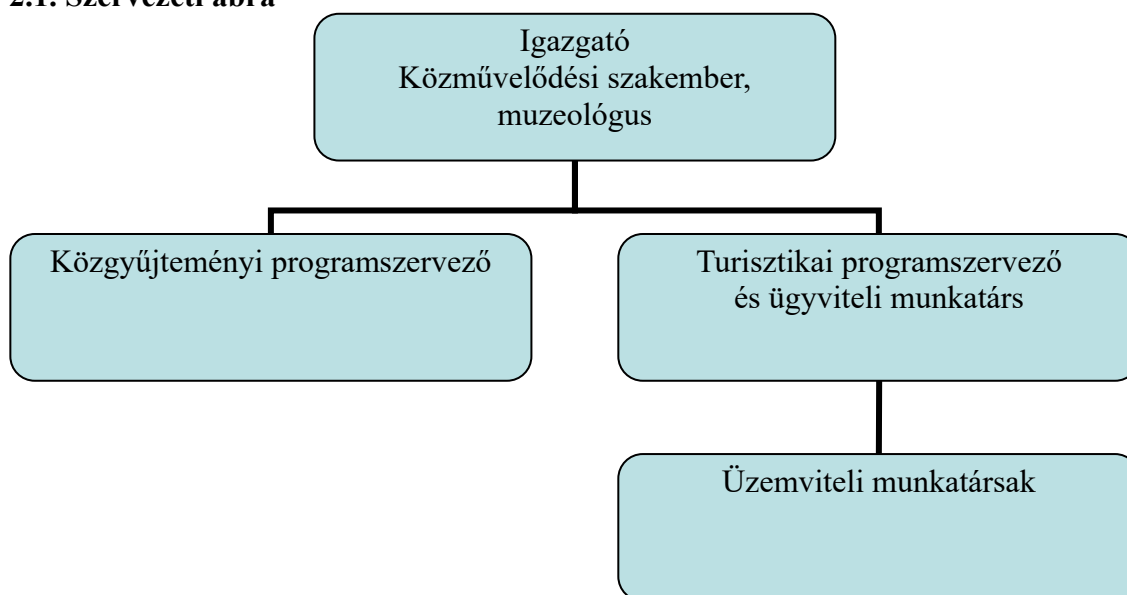 2.1. Szervezeti ábra
Igazgató
Közművelődési szakember,
muzeológus
Közgyűjteményi programszervező
Turisztikai programszervező
és ügyviteli munkatárs
Üzemviteli munkatársak